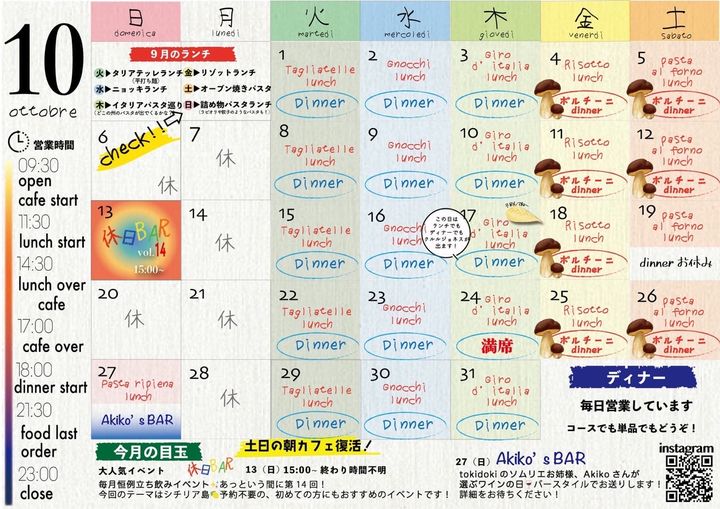 10
ottobre
日
domenica
月
lunedì
火
martedì
水
mercoledì
木
giovedì
金
venerdì
土
sabato
9月のランチ
火▶タリアテッレランチ
(平打ち麺)
金▶リゾットランチ
水▶ニョッキランチ
土▶オーブン焼きパスタ
木▶イタリアパスタ巡り
日▶詰め物パスタランチ
営業時間
09:30
open
cafe start
11:30
lunch start
14:30
lunch over
cafe
17:00
cafe over
18:00
dinner start
21:30
food last
order
23:00
close
1
Tagliatelle
lunch
Dinner
2
Gnocchi
lunch
Dinner
3
Giro
d'italia
lunch
Dinner
4
Risotto
lunch
ポルチーニ
dinner
5
pasta
al forno
lunch
ポルチーニ
dinner
6
check!!
休
7
休
8
Tagliatelle
lunch
Dinner
9
Gnocchi
lunch
Dinner
10
Giro
d'italia
lunch
Dinner
11
Risotto
lunch
ポルチーニ
dinner
12
pasta
al forno
lunch
ポルチーニ
dinner
13
休日BAR
vol.14
15:00~
14
休
15
Tagliatelle
lunch
Dinner
16
Gnocchi
lunch
Dinner
この日は
ランチでも
ディナーでも
クルルジョネスが
出ます!
17
Giro
d'italia
lunch
Dinner
18
Risotto
lunch
ポルチーニ
dinner
19
pasta
al forno
lunch
dinnerお休み
20
休
21
休
22
Tagliatelle
lunch
Dinner
23
Gnocchi
lunch
Dinner
24
Giro
d'italia
lunch
満席
25
Risotto
lunch
ポルチーニ
dinner
26
pasta
al forno
lunch
ポルチーニ
dinner
27
Pasta ripiena
lunch
Akiko's BAR
28
休
29
Tagliatelle
lunch
Dinner
30
Gnocchi
lunch
Dinner
31
Giro
d'italia
lunch
Dinner
ディナー
毎日営業しています
コースでも単品でもどうぞ!
今月の目玉
土日の朝カフェ復活!
大人気イベント 休日BAR 13(日)15:00~ 終わり時間不明
毎月恒例立ち飲みイベント✨あっという間に第14回!
今回のテーマはシチリア島🍋予約不要の、初めての方にもおすすめのイベントです!
27(日)Akiko's BAR
tokidokiのソムリエお姉様、Akikoさんが
選ぶワインの日🍷バースタイルでお送りします!
詳細をお待ちください!
instagram